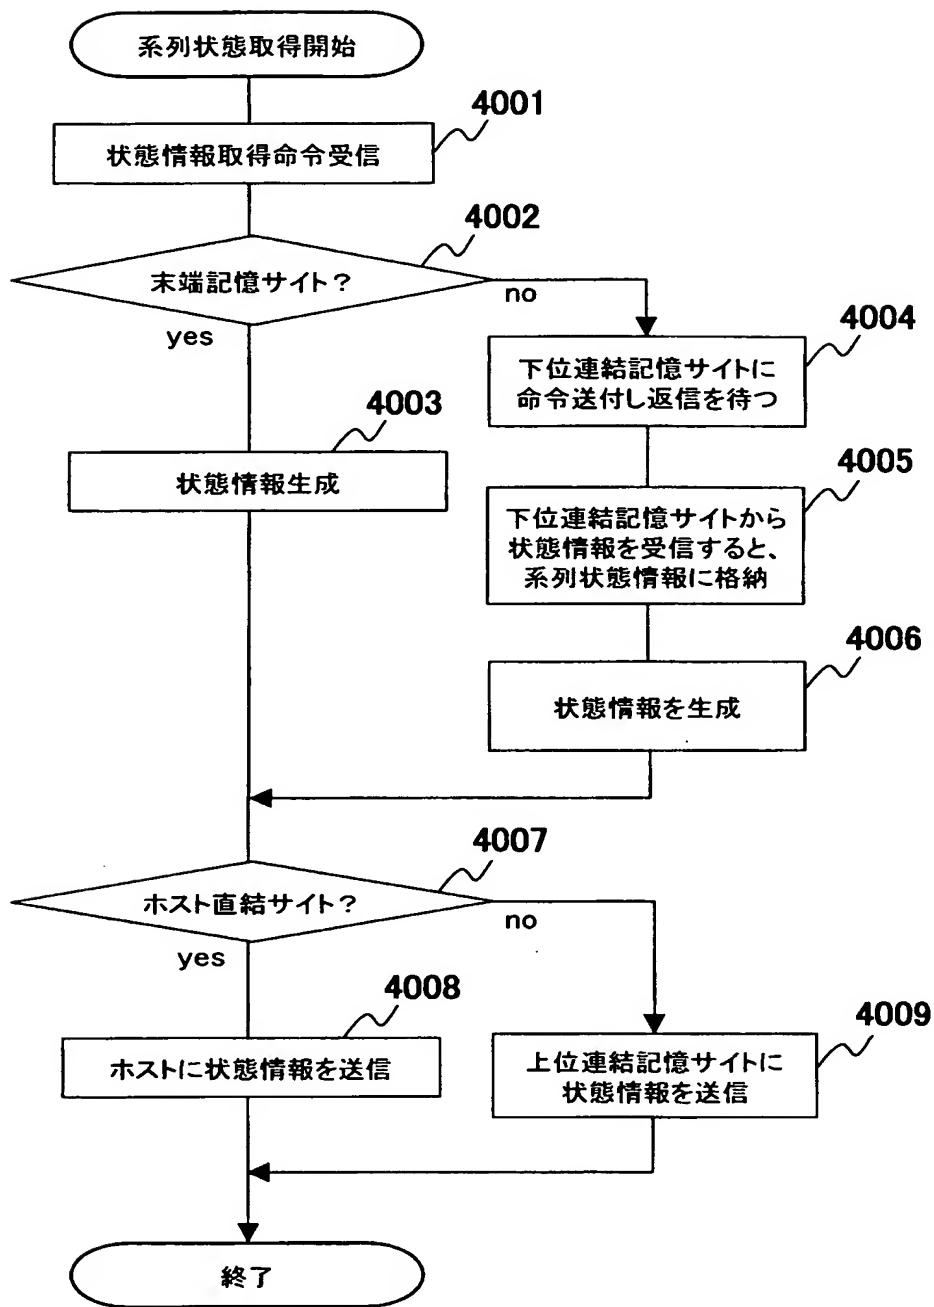 系列状態取得開始
4001
状態情報取得命令受信
4002
末端記憶サイト？
no
yes
4004
下位連結記憶サイトに
命令送付し返信を待つ
4003
状態情報生成
4005
下位連結記憶サイトから
状態情報を受信すると、
系列状態情報に格納
4006
状態情報を生成
4007
ホスト直結サイト？
no
yes
4008
ホストに状態情報を送信
4009
上位連結記憶サイトに
状態情報を送信
終了